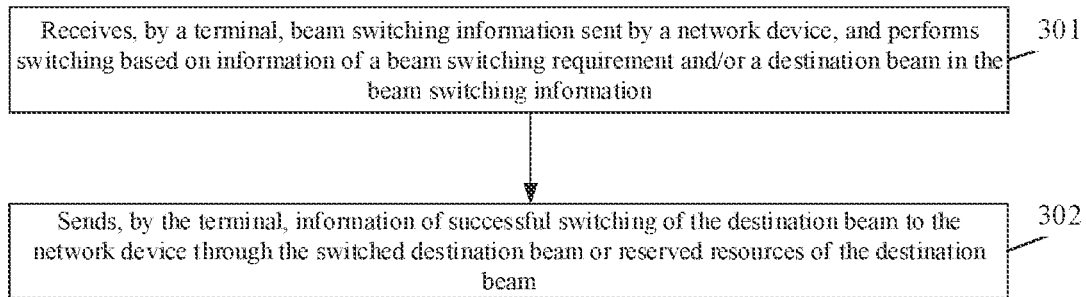 Receives, by a terminal, beam switching information sent by a network device, and performs
switching based on information of a beam switching requirement and/or a destination beam in the
beam switching information
301
Sends, by the terminal, information of successful switching of the destination beam to the
network device through the switched destination beam or reserved resources of the destination
beam
302